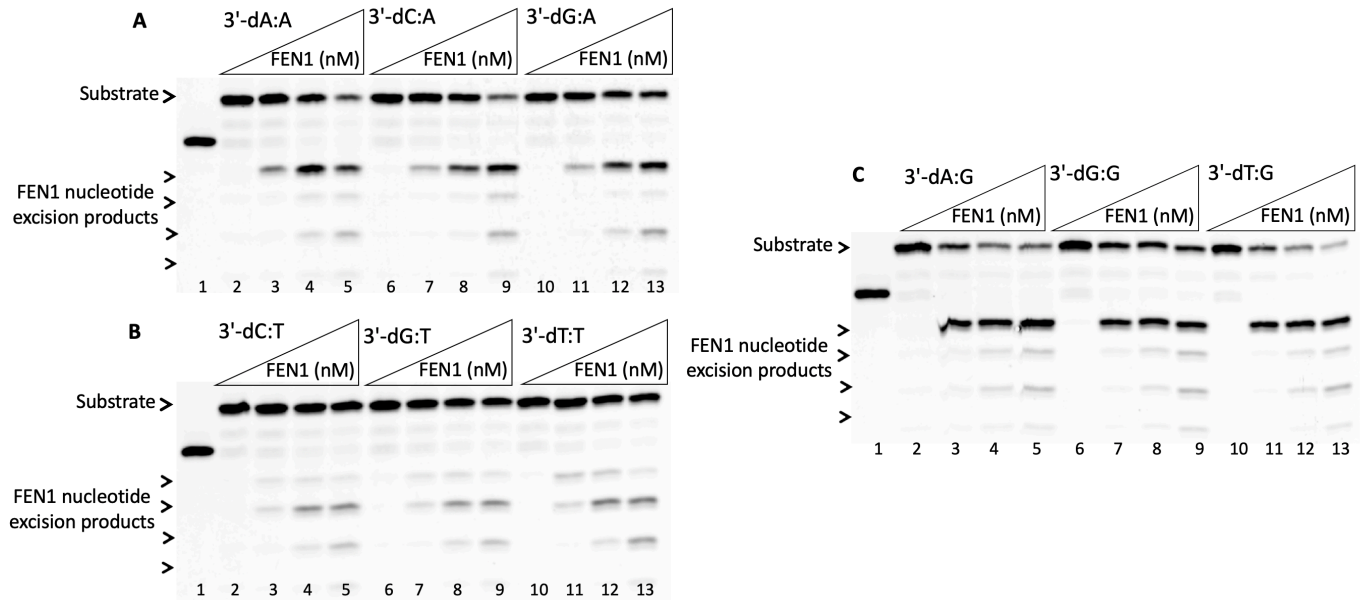 A
3'-dA:A 3'-dC:A 3'-dG:A
FEN1 (nM) FEN1 (nM) FEN1 (nM)
Substrate
FEN1 nucleotide
excision products
1 2 3 4 5 6 7 8 9 10 11 12 13
B
3'-dC:T 3'-dG:T 3'-dT:T
FEN1 (nM) FEN1 (nM) FEN1 (nM)
Substrate
FEN1 nucleotide
excision products
1 2 3 4 5 6 7 8 9 10 11 12 13
C
3'-dA:G 3'-dG:G 3'-dT:G
FEN1 (nM) FEN1 (nM) FEN1 (nM)
Substrate
FEN1 nucleotide
excision products
1 2 3 4 5 6 7 8 9 10 11 12 13